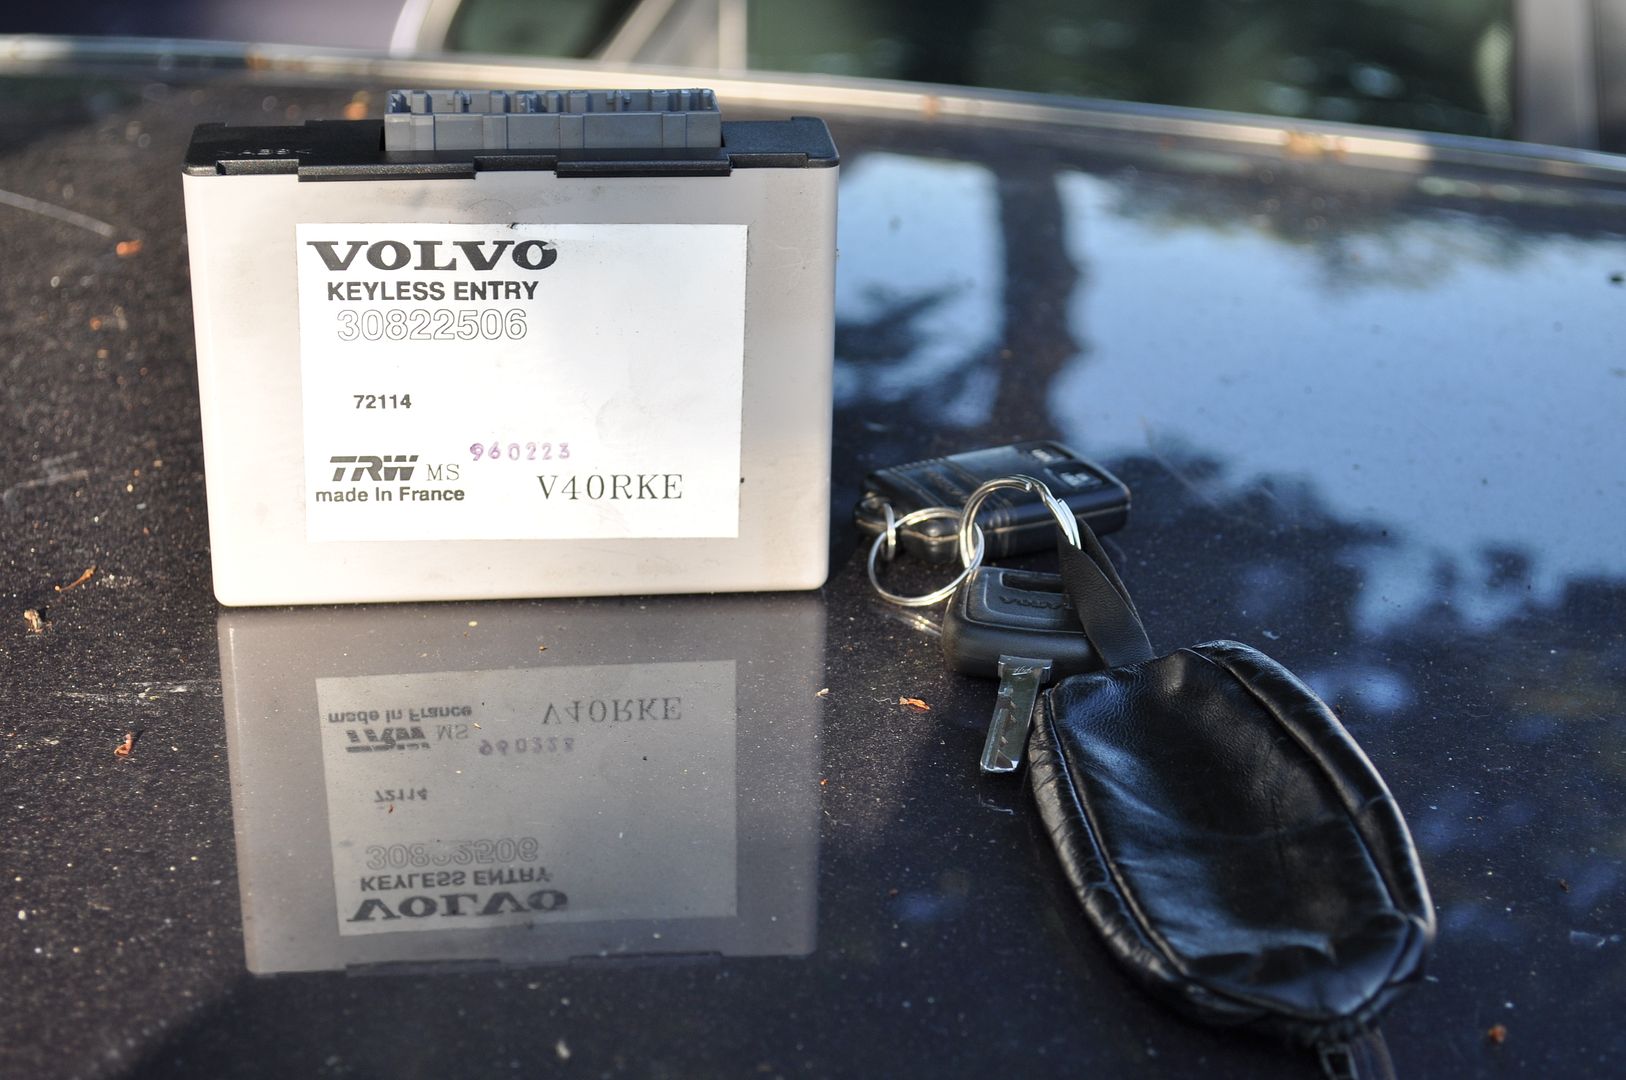 VOLVO
KEYLESS ENTRY
30822506
72114
960223
TRW MS
made In France
V40RKE